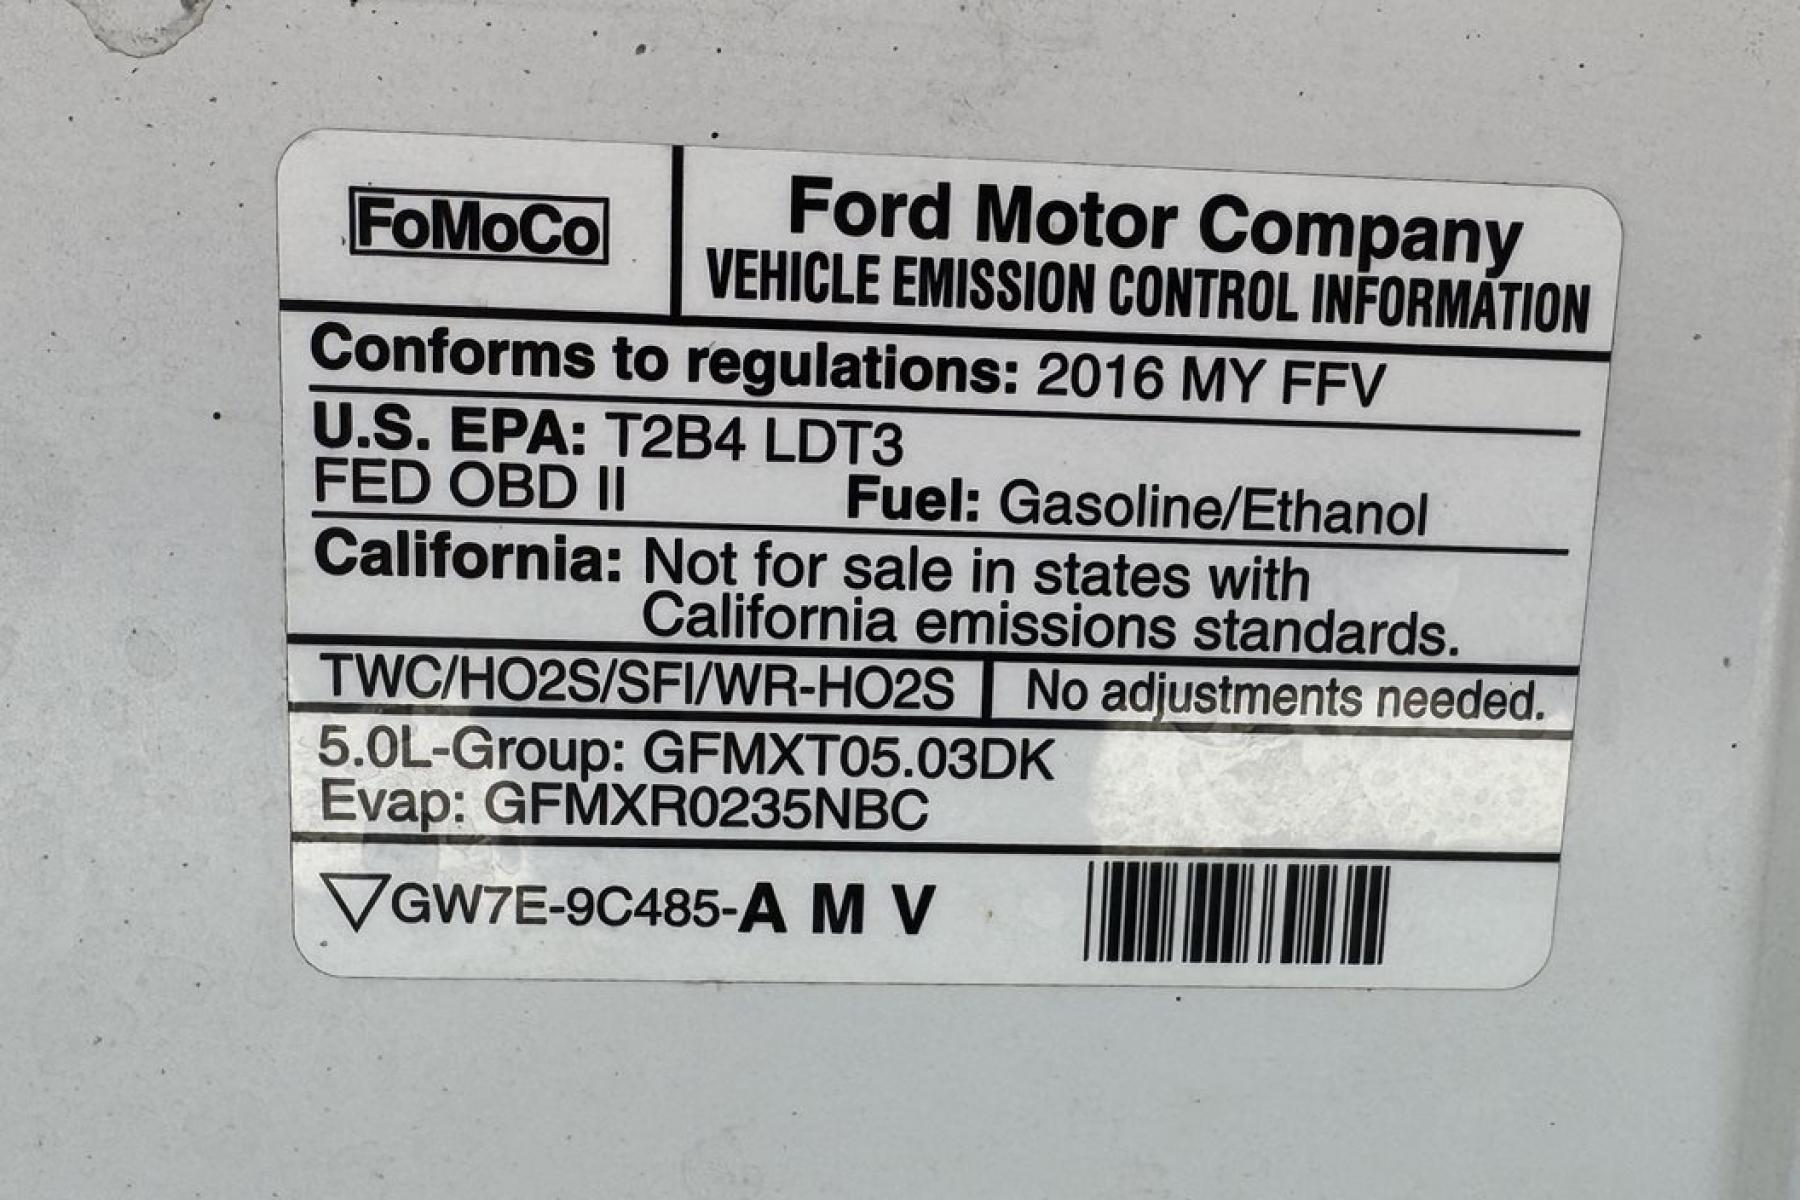 FoMoCo
Ford Motor Company
VEHICLE EMISSION CONTROL INFORMATION
Conforms to regulations: 2016 MY FFV
U.S. EPA: T2B4 LDT3
FED OBD II Fuel: Gasoline/Ethanol
California: Not for sale in states with
California emissions standards.
TWC/HO2S/SFI/WR-HO2S No adjustments needed.
5.0L-Group: GFMXT05.03DK
Evap: GFMXR0235NBC
▽GW7E-9C485-A M V